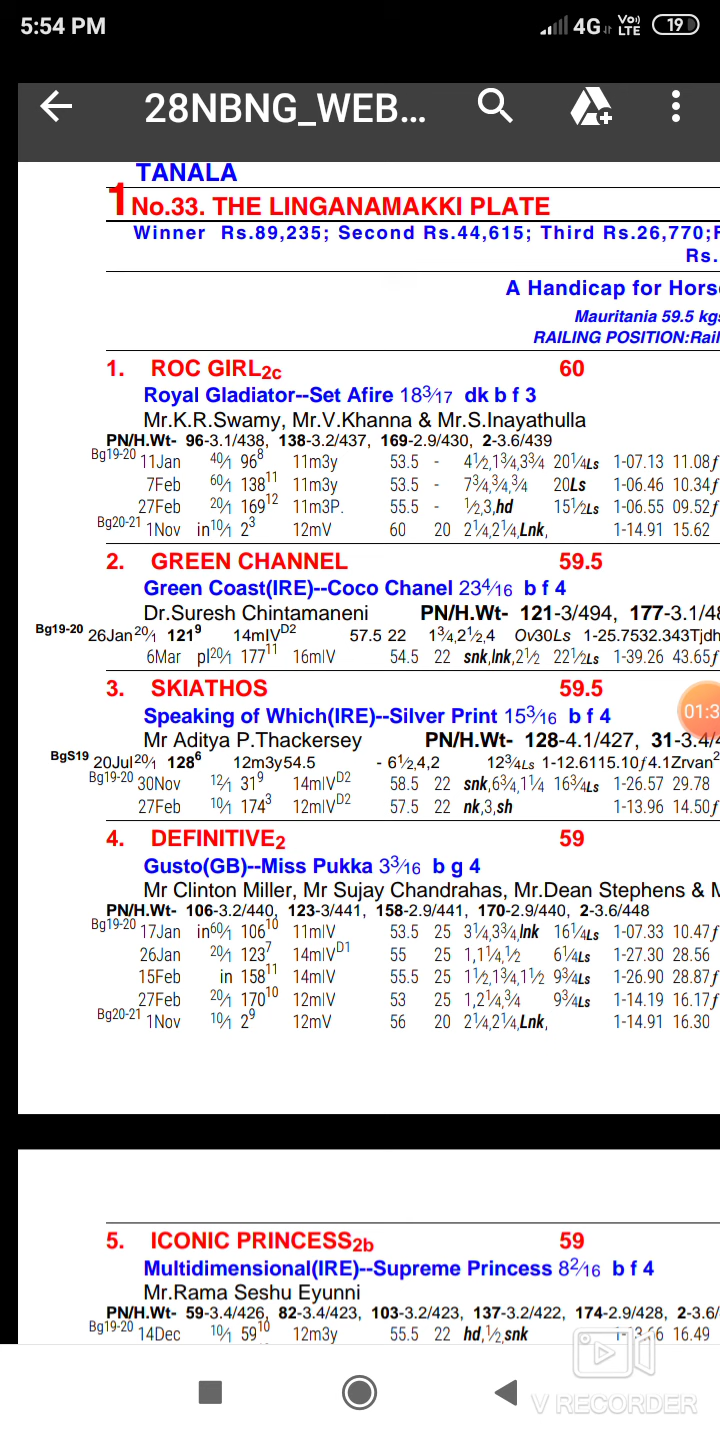 5:54 PM 4G Vo) LTE 19
28NBNG_WEB...
TANALA
1 No.33. THE LINGANAMAKKI PLATE
Winner Rs.89,235; Second Rs.44,615; Third Rs.26,770;F
Rs.
A Handicap for Hors
Mauritania 59.5 kgs
RAILING POSITION:Rail
1. ROC GIRL2c 60
Royal Gladiator--Set Afire 183/17 dk b f 3
Mr.K.R.Swamy, Mr.V.Khanna & Mr.S.Inayathulla
PN/H.Wt- 96-3.1/438, 138-3.2/437, 169-2.9/430, 2-3.6/439
Bg19-20 11Jan 40/1 96⁸ 11m3y 53.5 - 4½,1¾,3¾ 20¼Ls 1-07.13 11.08f
7Feb 60/1 138¹¹ 11m3y 53.5 - 7¾,¾,¾ 20Ls 1-06.46 10.34f
27Feb 20/1 169¹² 11m3P. 55.5 - ½,3,hd 15½Ls 1-06.55 09.52f
Bg20-21 1Nov in10/1 2³ 12mV 60 20 2¼,2¼,Lnk, 1-14.91 15.62
2. GREEN CHANNEL 59.5
Green Coast(IRE)--Coco Chanel 234/16 b f 4
Dr.Suresh Chintamaneni PN/H.Wt- 121-3/494, 177-3.1/48
Bg19-20 26Jan 20/1 121⁹ 14mIVD2 57.5 22 1¾,2½,4 Ov30Ls 1-25.7532.343Tjdh
6Mar pl20/1 177¹¹ 16mIV 54.5 22 snk,lnk,2½ 22½Ls 1-39.26 43.65f
3. SKIATHOS 59.5
Speaking of Which(IRE)--Silver Print 153/16 b f 4
01:3
Mr Aditya P.Thackersey PN/H.Wt- 128-4.1/427, 31-3.4/4
BgS19 20Jul 20/1 128⁶ 12m3y54.5 - 6½,4,2 12¾Ls 1-12.6115.10f4.1Zrvan²
Bg19-20 30Nov 12/1 31⁹ 14mIVD2 58.5 22 snk,6¾,1¼ 16¾Ls 1-26.57 29.78
27Feb 10/1 174³ 12mIVD2 57.5 22 nk,3,sh 1-13.96 14.50f
4. DEFINITIVE2 59
Gusto(GB)--Miss Pukka 33/16 b g 4
Mr Clinton Miller, Mr Sujay Chandrahas, Mr.Dean Stephens & M
PN/H.Wt- 106-3.2/440, 123-3/441, 158-2.9/441, 170-2.9/440, 2-3.6/448
Bg19-20 17Jan in60/1 106¹⁰ 11mIV 53.5 25 3¼,3¾,lnk 16¼Ls 1-07.13 10.47f
26Jan 20/1 123⁷ 14mIVD1 55 25 1,1¼,½ 6¼Ls 1-27.30 28.56
15Feb in 158¹¹ 14mIV 55.5 25 1½,1¾,1½ 9¾Ls 1-26.90 28.87f
27Feb 20/1 170¹⁰ 12mIV 53 25 1,2¼,¾ 9¾Ls 1-14.19 16.17f
Bg20-21 1Nov 10/1 2⁹ 12mV 56 20 2¼,2¼,Lnk, 1-14.91 16.30
5. ICONIC PRINCESS2b 59
Multidimensional(IRE)--Supreme Princess 82/16 b f 4
Mr.Rama Seshu Eyunni
PN/H.Wt- 59-3.4/426, 82-3.4/423, 103-3.2/423, 137-3.2/422, 174-2.9/428, 2-3.6/
Bg19-20 14Dec 10/1 59¹⁰ 12m3y 55.5 22 hd,½,snk 16.49
V RECORDER